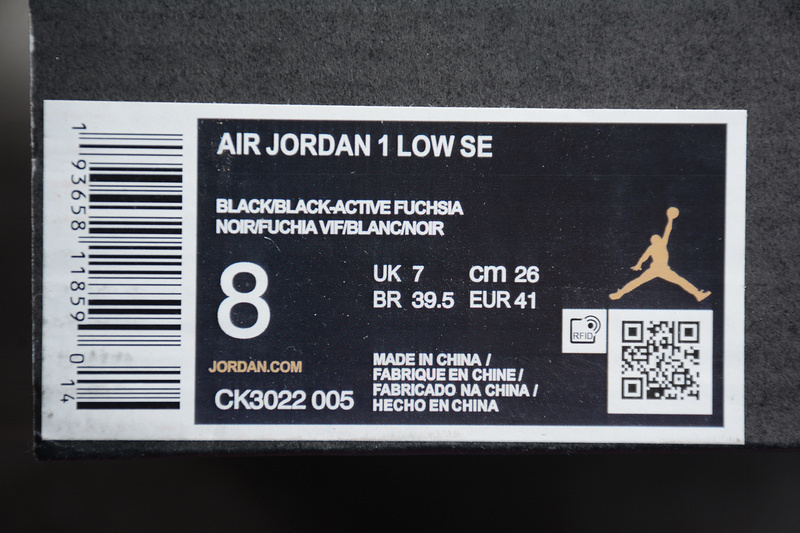 AIR JORDAN 1 LOW SE
BLACK/BLACK-ACTIVE FUCHSIA
NOIR/FUCHIA VIF/BLANC/NOIR
8
UK 7 cm 26
BR 39.5 EUR 41
RFID
JORDAN.COM
CK3022 005
MADE IN CHINA /
FABRIQUE EN CHINE /
FABRICADO NA CHINA /
HECHO EN CHINA
1 93658 11859 0 14